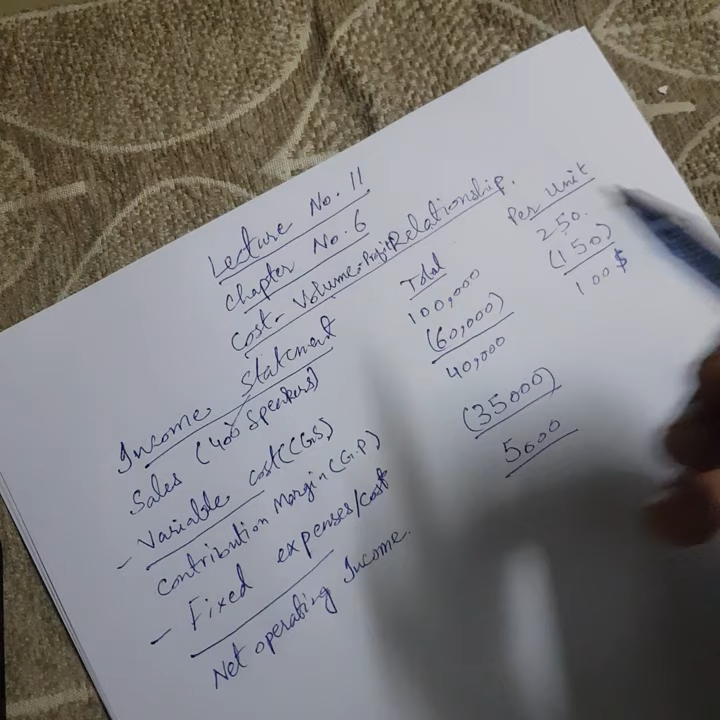 Lecture No. 11
Chapter No. 6
Cost-Volume-Profit Relationship.
Income Statement Total Per Unit
Sales (400 Speakers) 100,000 250.
- Variable cost (CGS) (60,000) (150)
Contribution Margin (G.P) 40,000 100$
- Fixed expenses/cost (35000)
Net operating Income. 5000